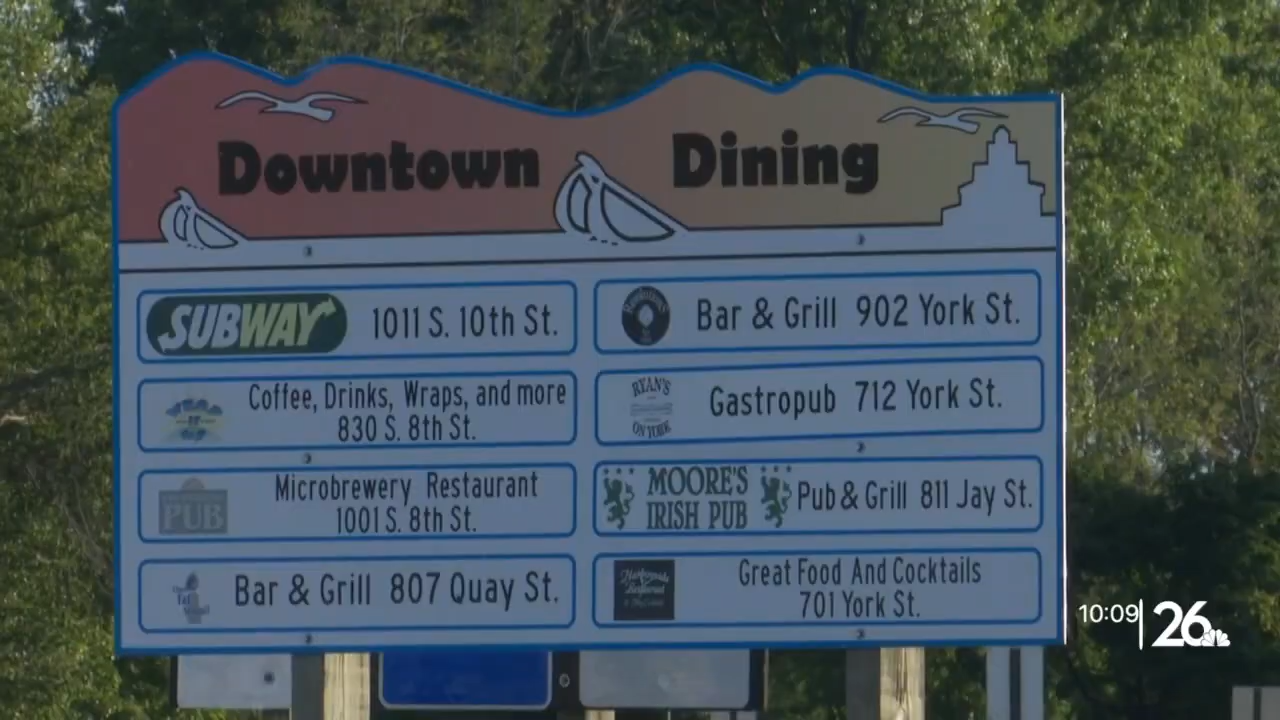 Downtown Dining
SUBWAY 1011 S. 10th St.
Coffee, Drinks, Wraps, and more
830 S. 8th St.
PUB
Microbrewery Restaurant
1001 S. 8th St.
Bar & Grill 807 Quay St.
Bar & Grill 902 York St.
RYAN'S
ON YORK
Gastropub 712 York St.
MOORE'S
IRISH PUB
Pub & Grill 811 Jay St.
Great Food And Cocktails
701 York St.
10:09 26